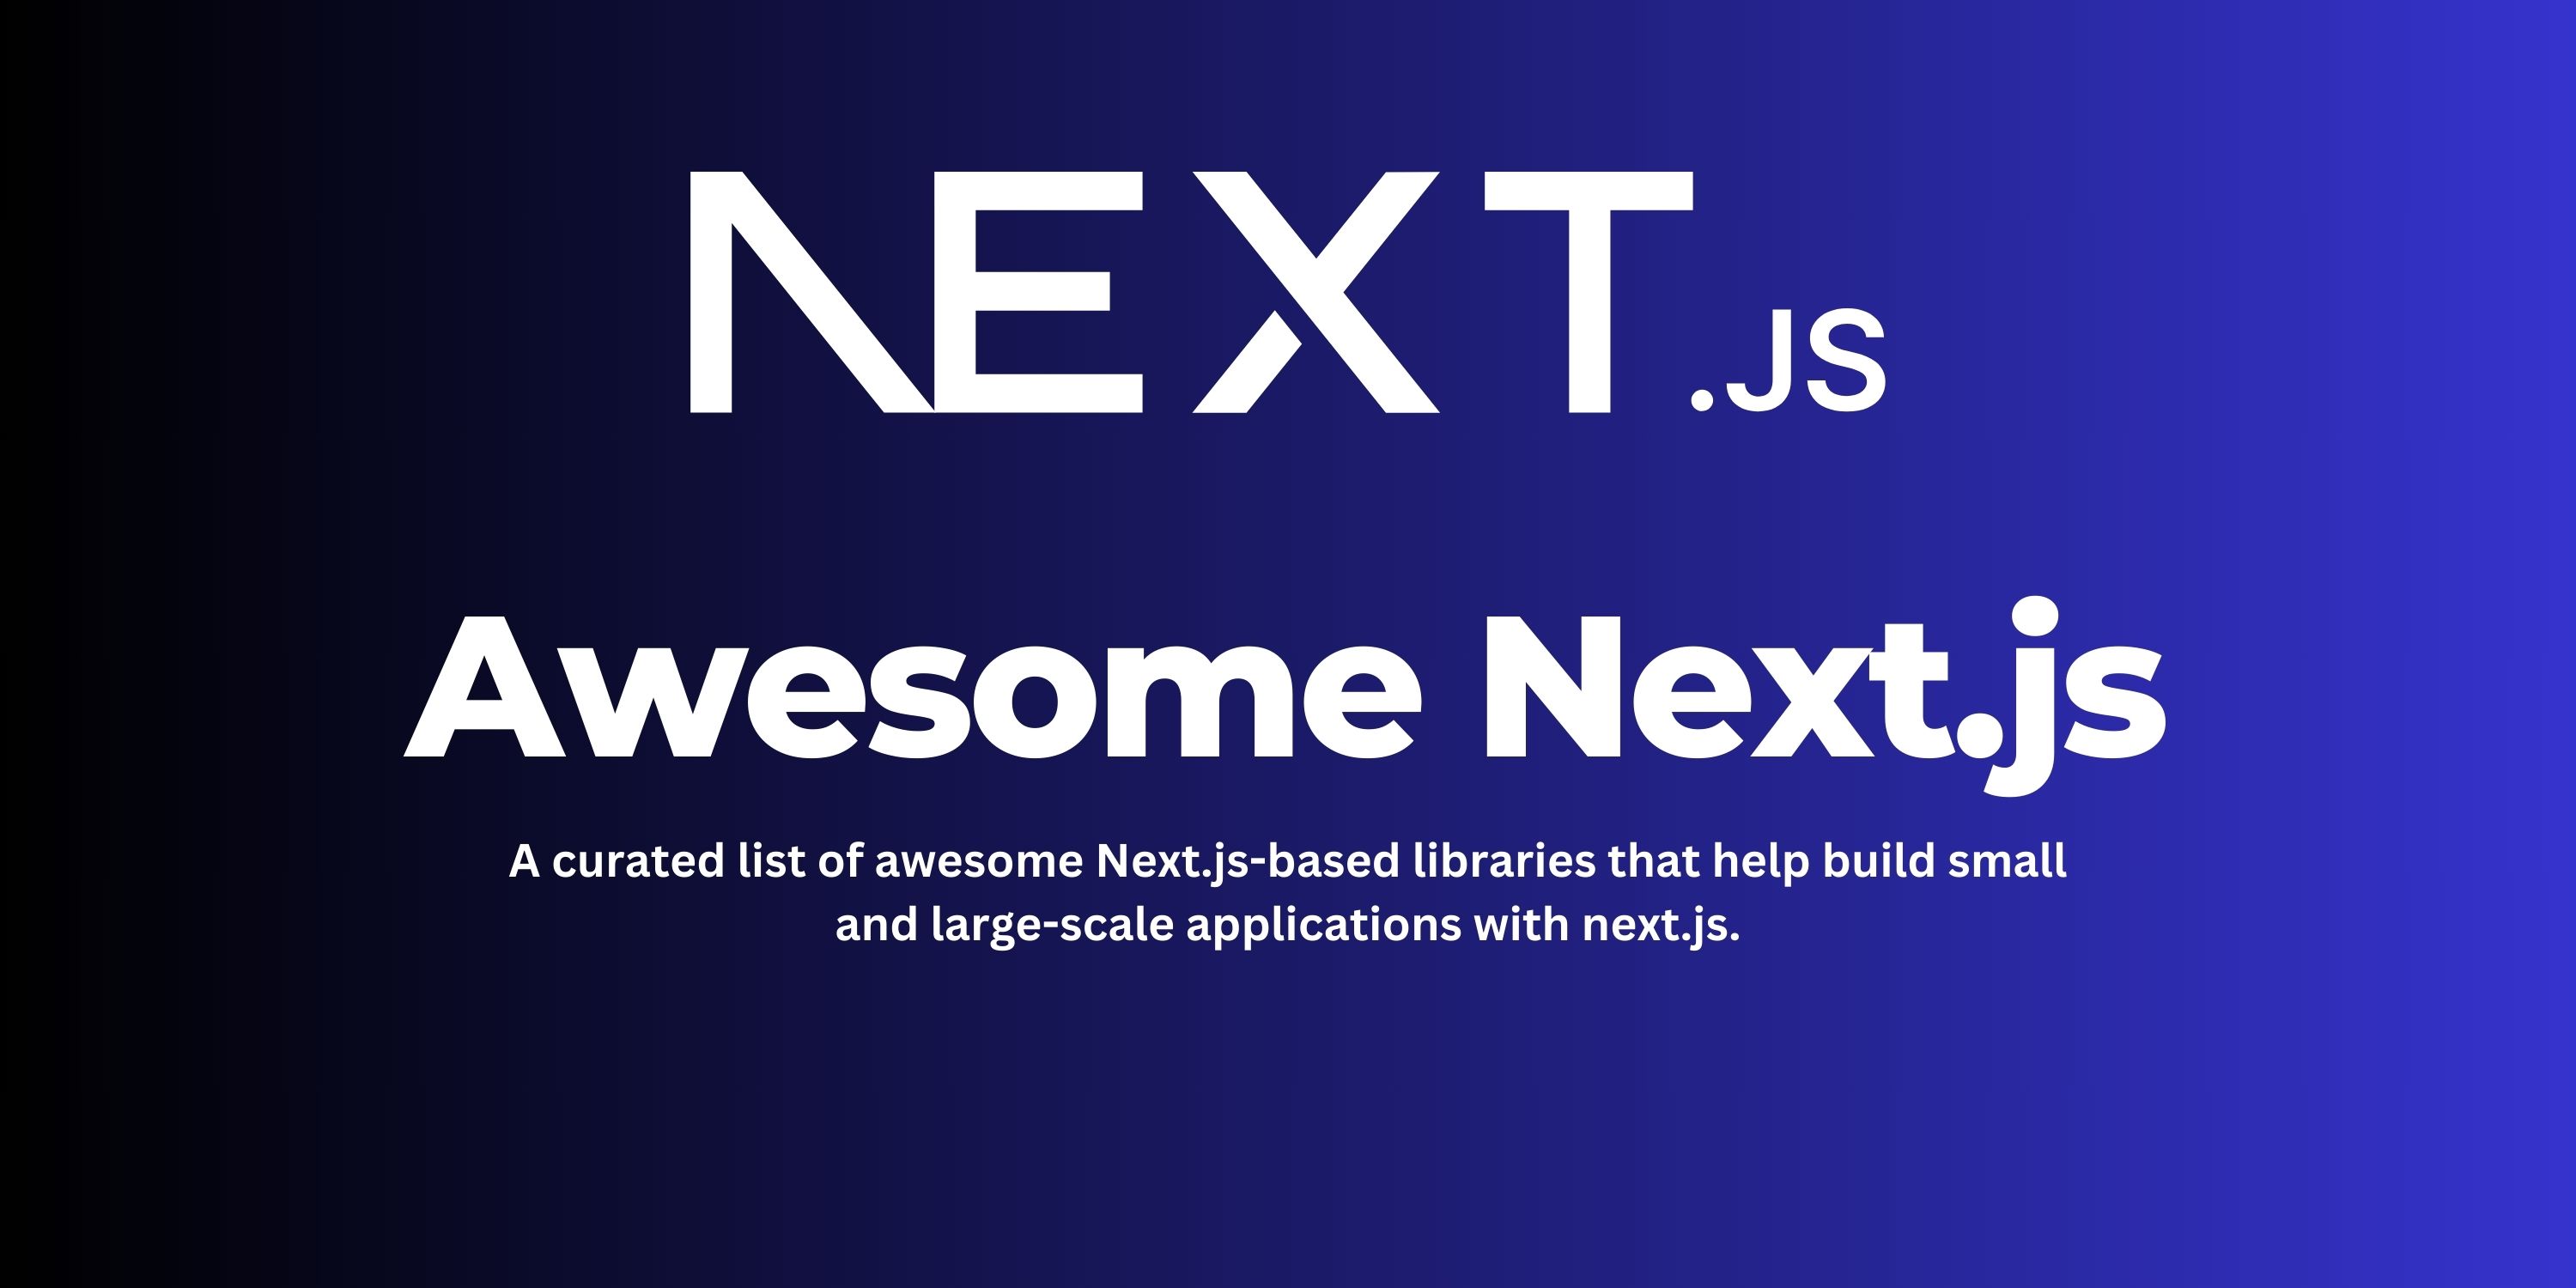 NEXT.JS
Awesome Next.js
A curated list of awesome Next.js-based libraries that help build small
and large-scale applications with next.js.